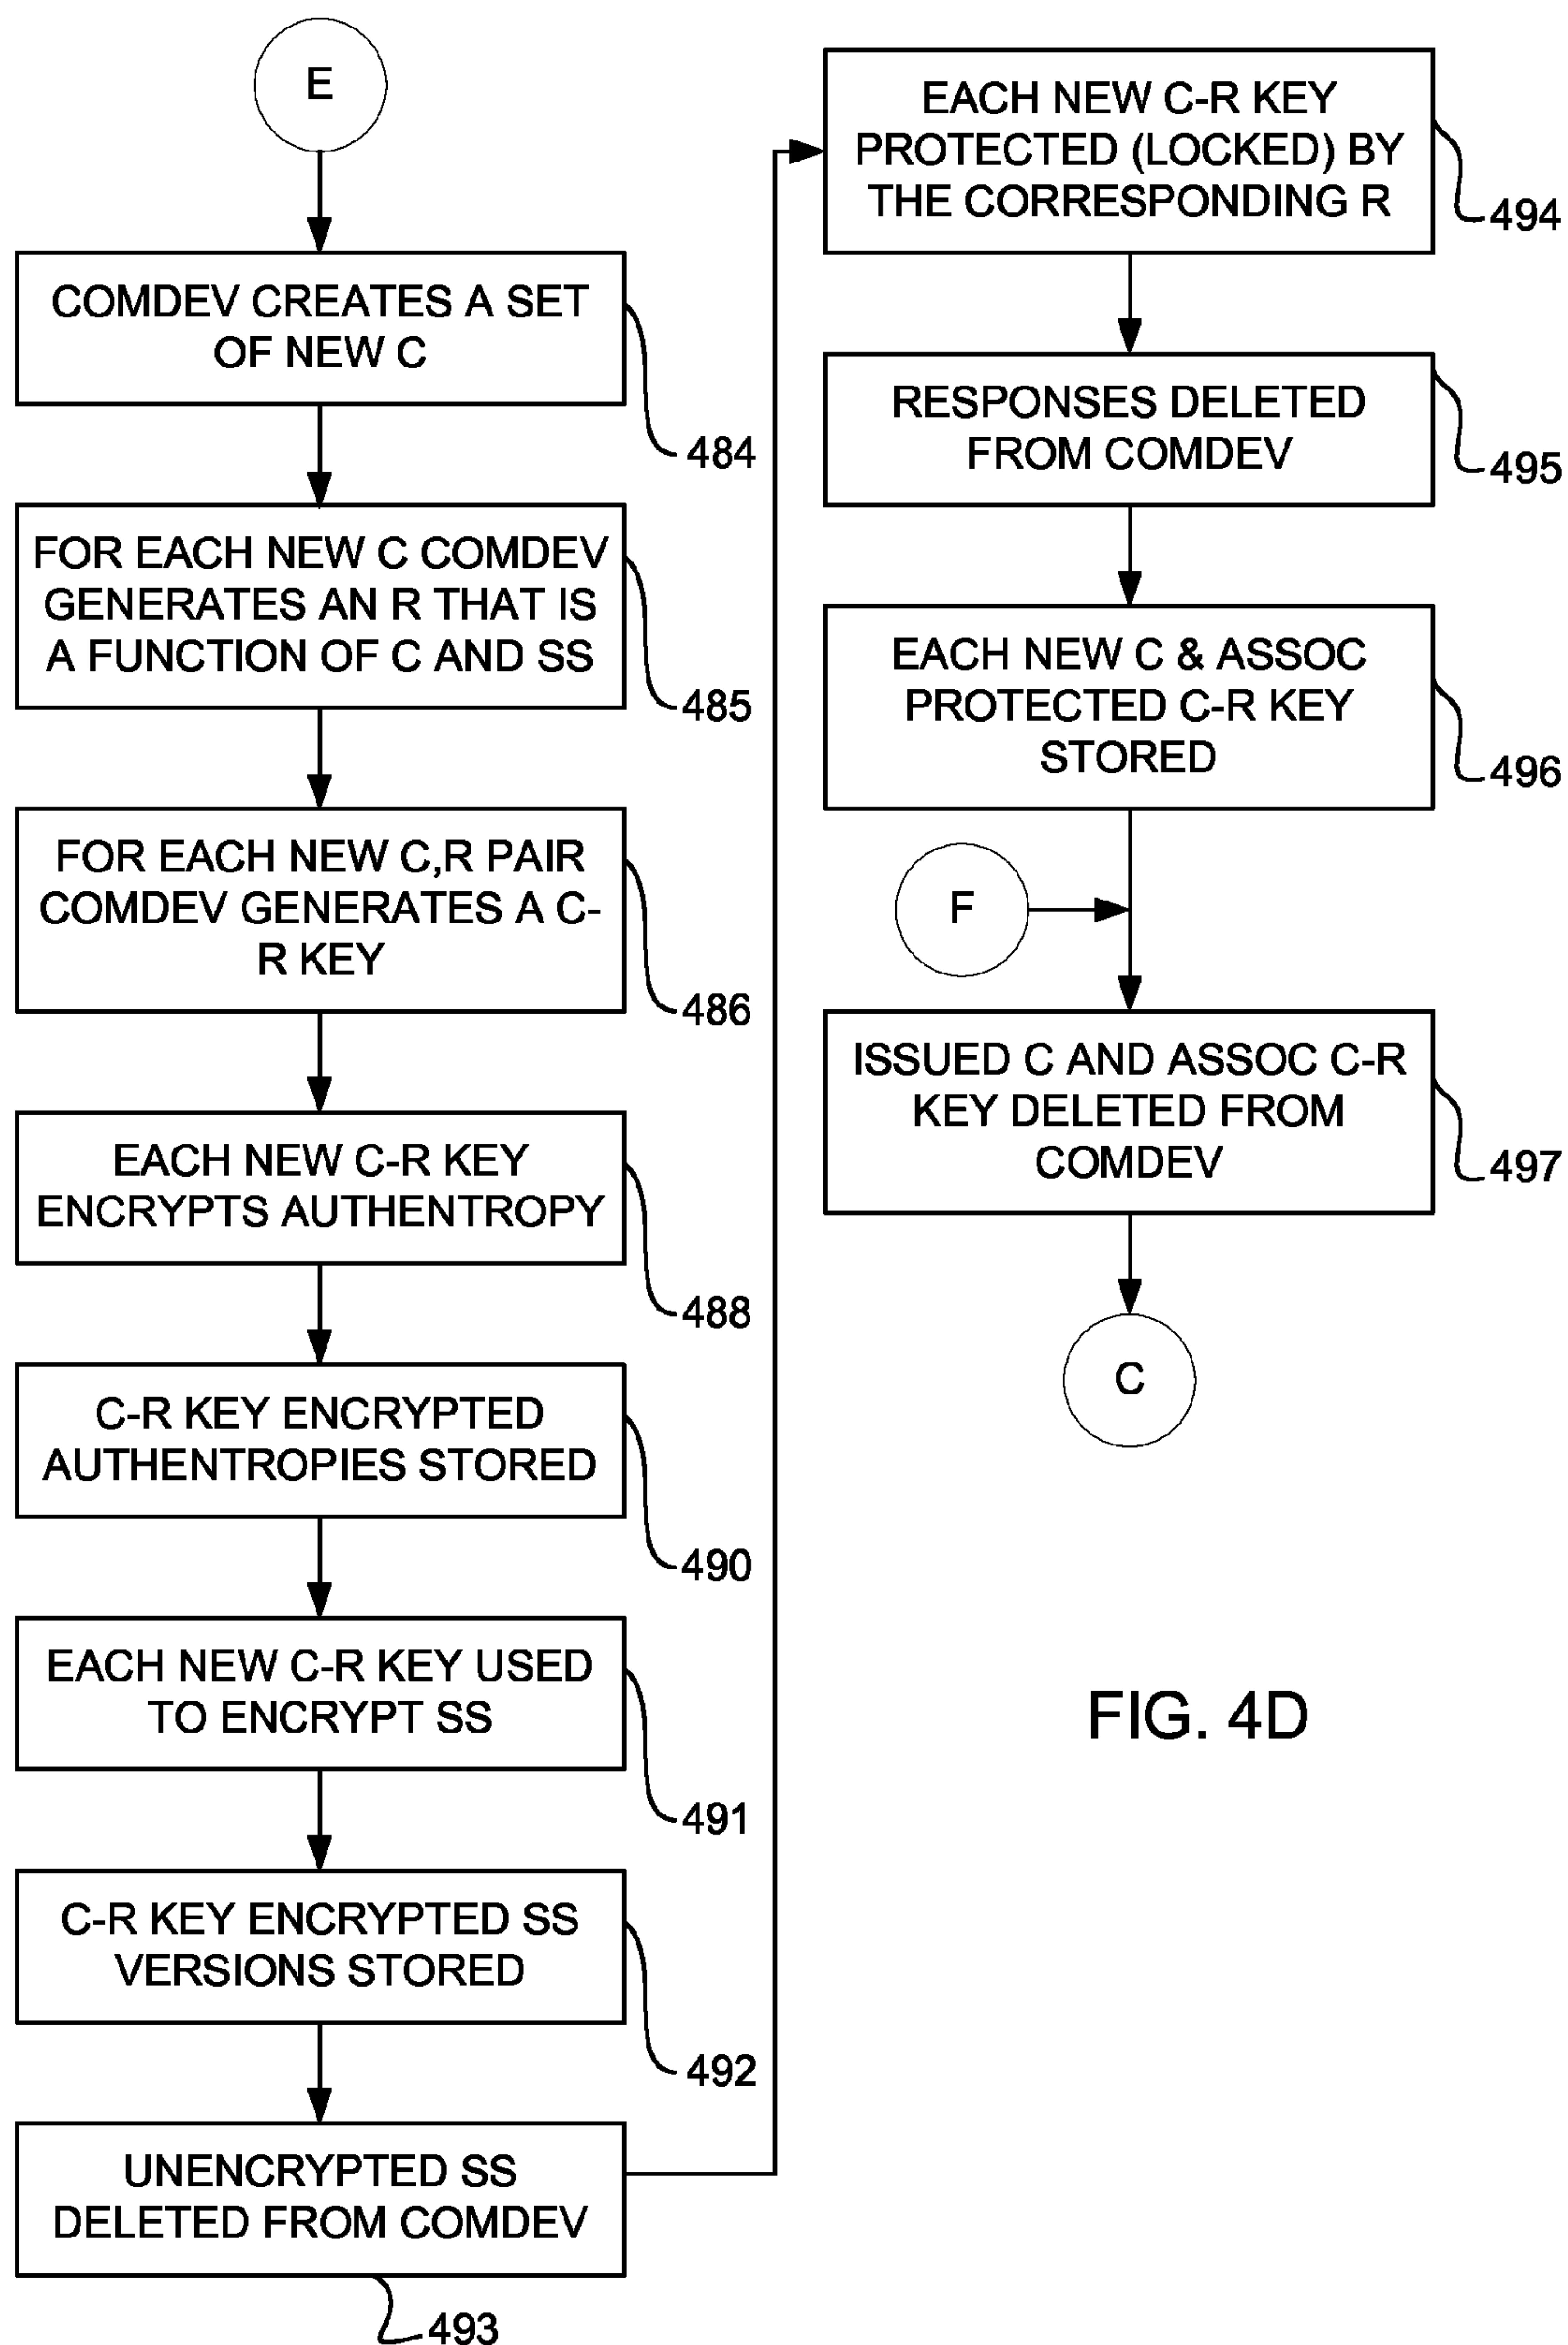 E
COMDEV CREATES A SET
OF NEW C
484
FOR EACH NEW C COMDEV
GENERATES AN R THAT IS
A FUNCTION OF C AND SS
485
FOR EACH NEW C,R PAIR
COMDEV GENERATES A C-
R KEY
486
EACH NEW C-R KEY
ENCRYPTS AUTHENTROPY
488
C-R KEY ENCRYPTED
AUTHENTROPIES STORED
490
EACH NEW C-R KEY USED
TO ENCRYPT SS
491
C-R KEY ENCRYPTED SS
VERSIONS STORED
492
UNENCRYPTED SS
DELETED FROM COMDEV
493
EACH NEW C-R KEY
PROTECTED (LOCKED) BY
THE CORRESPONDING R
494
RESPONSES DELETED
FROM COMDEV
495
EACH NEW C & ASSOC
PROTECTED C-R KEY
STORED
496
F
ISSUED C AND ASSOC C-R
KEY DELETED FROM
COMDEV
497
C
FIG. 4D